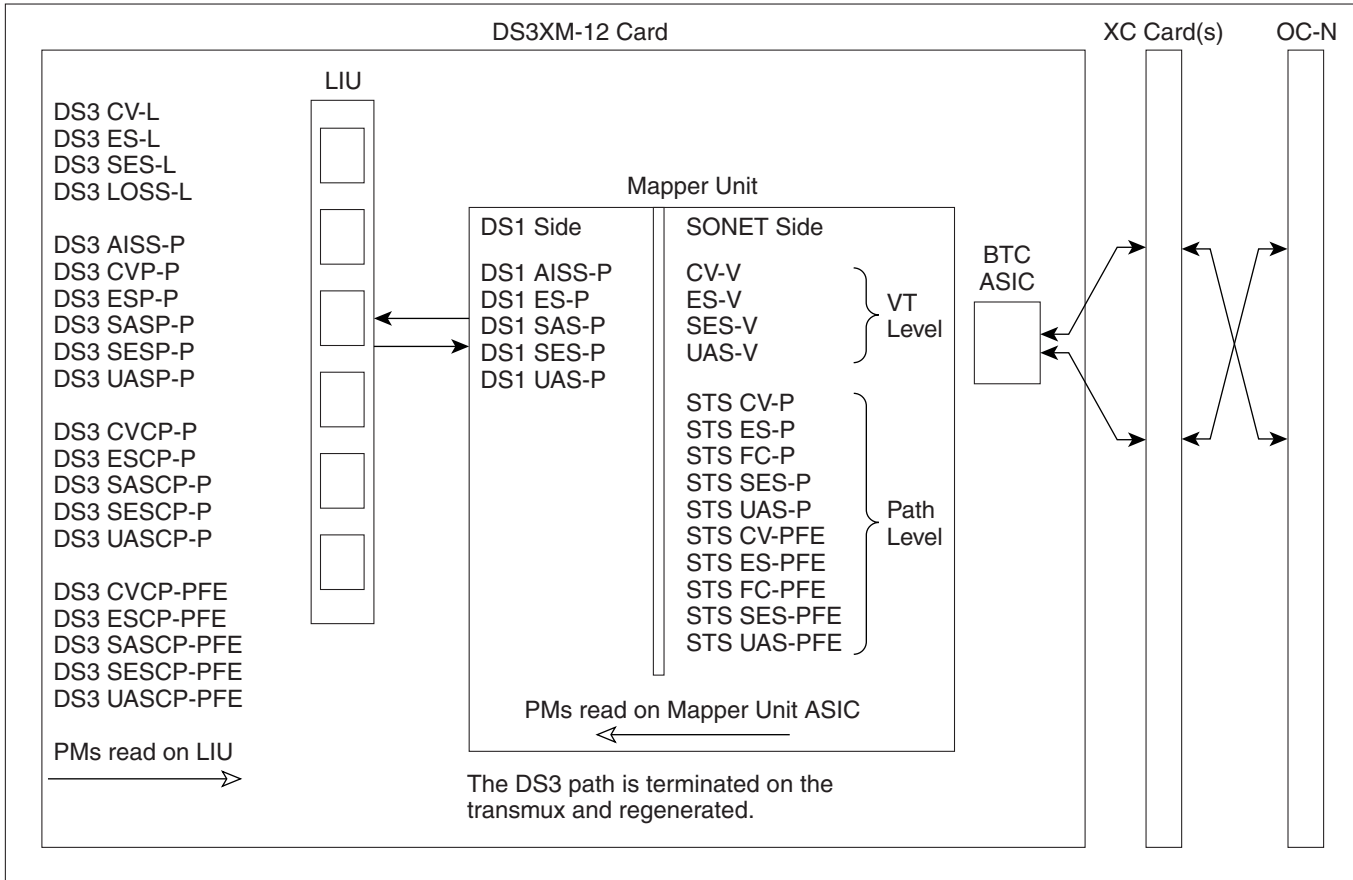 DS3XM-12 Card
XC Card(s)
OC-N
LIU
DS3 CV-L
DS3 ES-L
DS3 SES-L
DS3 LOSS-L
DS3 AISS-P
DS3 CVP-P
DS3 ESP-P
DS3 SASP-P
DS3 SESP-P
DS3 UASP-P
DS3 CVCP-P
DS3 ESCP-P
DS3 SASCP-P
DS3 SESCP-P
DS3 UASCP-P
DS3 CVCP-PFE
DS3 ESCP-PFE
DS3 SASCP-PFE
DS3 SESCP-PFE
DS3 UASCP-PFE
PMs read on LIU
Mapper Unit
DS1 Side
DS1 AISS-P
DS1 ES-P
DS1 SAS-P
DS1 SES-P
DS1 UAS-P
SONET Side
CV-V
ES-V
SES-V
UAS-V
VT
Level
STS CV-P
STS ES-P
STS FC-P
STS SES-P
STS UAS-P
STS CV-PFE
STS ES-PFE
STS FC-PFE
STS SES-PFE
STS UAS-PFE
Path
Level
PMs read on Mapper Unit ASIC
The DS3 path is terminated on the
transmux and regenerated.
BTC
ASIC